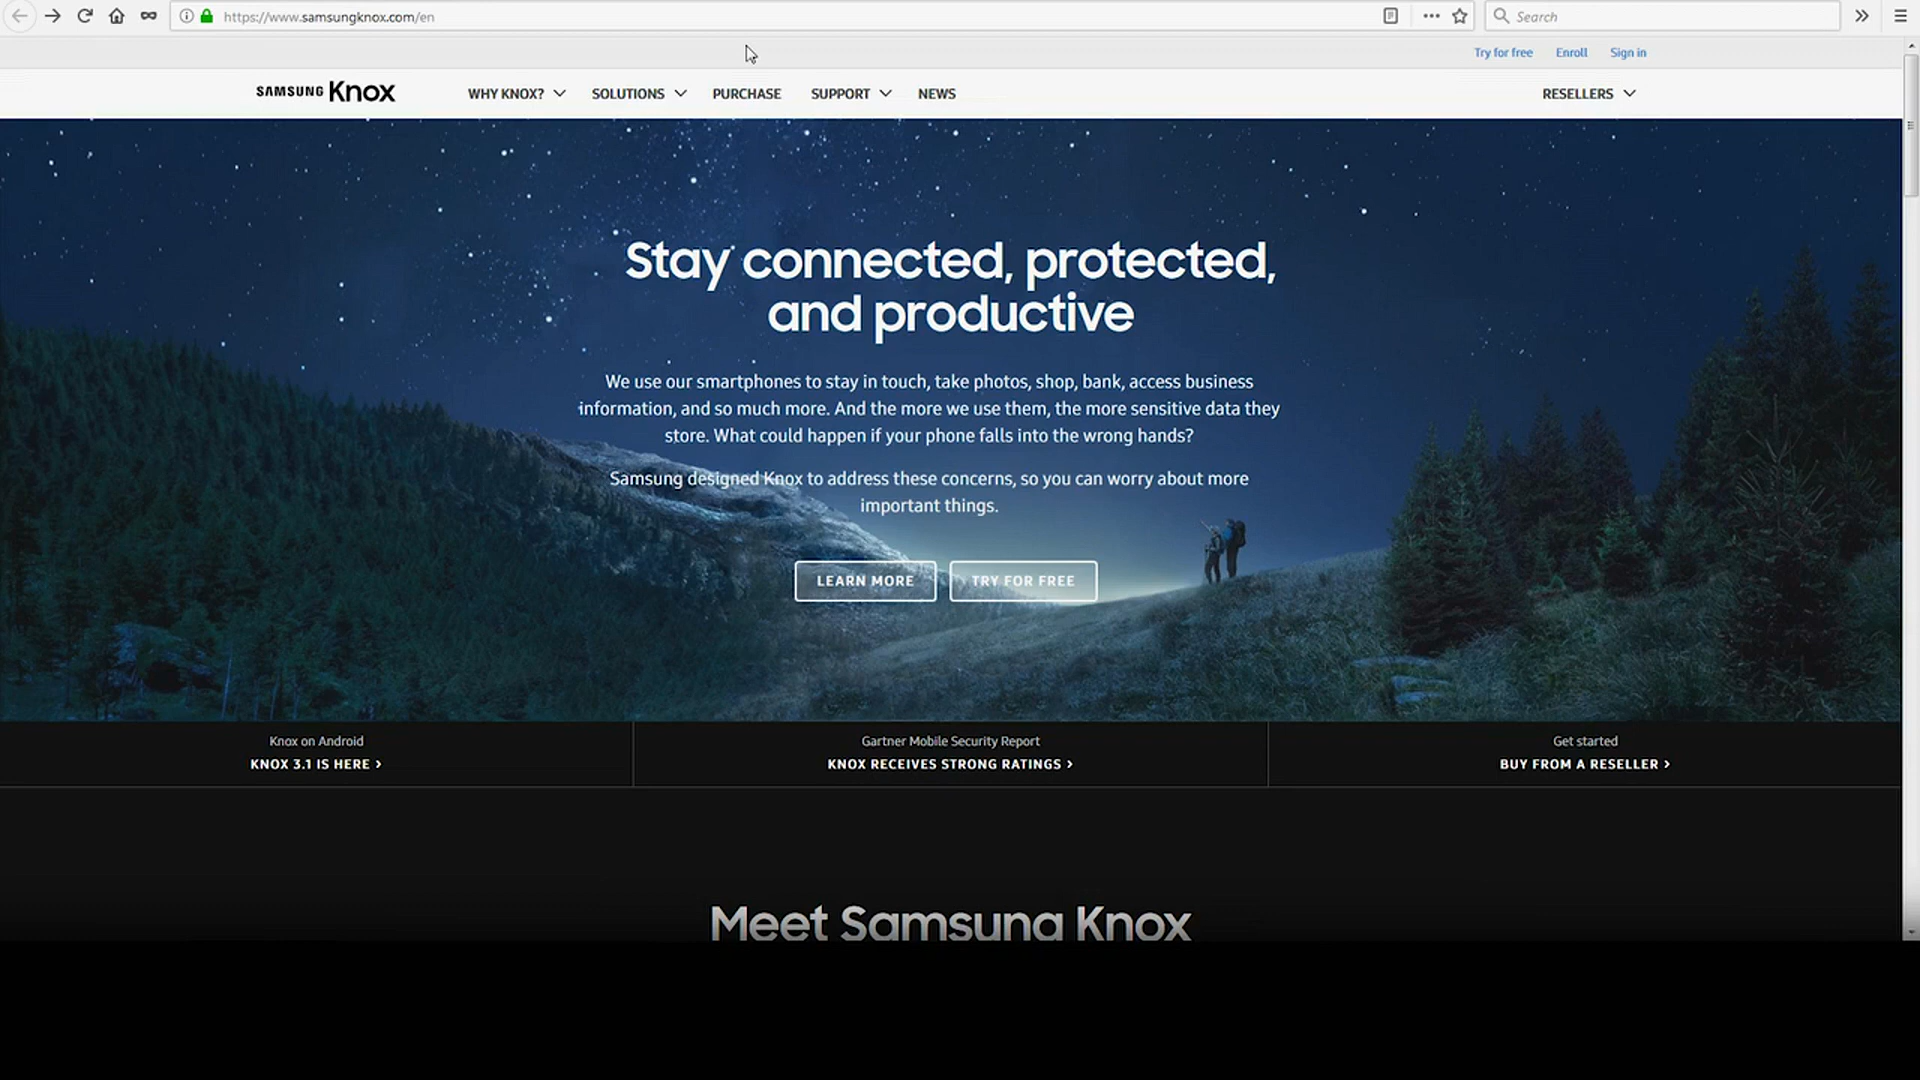 https://www.samsungknox.com/en
Search
Try for free Enroll Sign in
SAMSUNG Knox WHY KNOX? SOLUTIONS PURCHASE SUPPORT NEWS RESELLERS
Stay connected, protected,
and productive
We use our smartphones to stay in touch, take photos, shop, bank, access business
information, and so much more. And the more we use them, the more sensitive data they
store. What could happen if your phone falls into the wrong hands?
Samsung designed Knox to address these concerns, so you can worry about more
important things.
LEARN MORE TRY FOR FREE
Knox on Android
KNOX 3.1 IS HERE >
Gartner Mobile Security Report
KNOX RECEIVES STRONG RATINGS >
Get started
BUY FROM A RESELLER >
Meet Samsung Knox